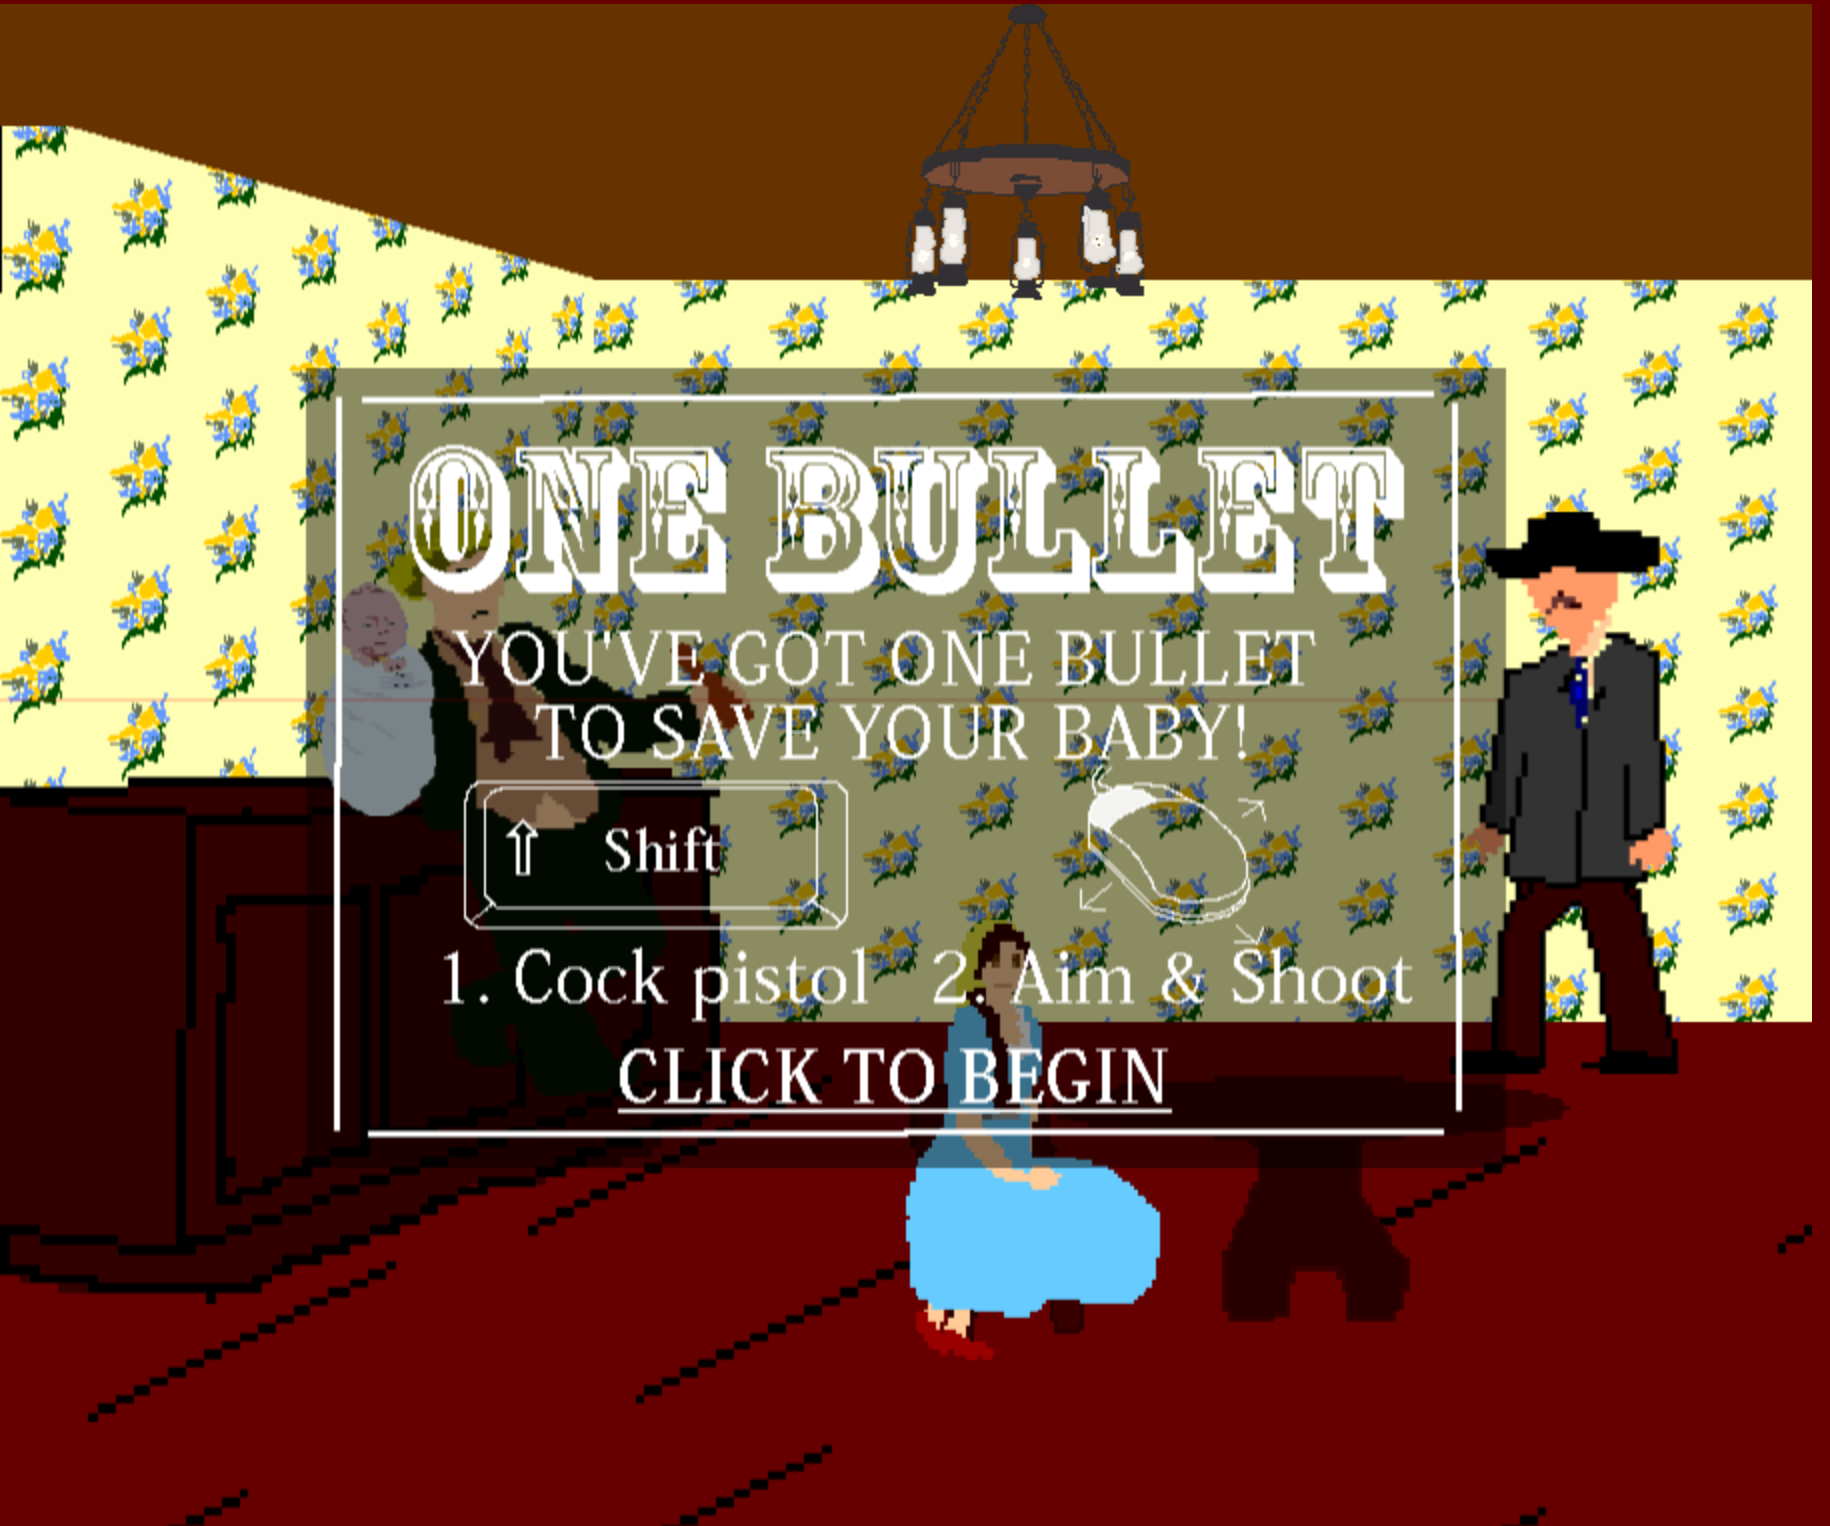 ONE BULLET
YOU'VE GOT ONE BULLET
TO SAVE YOUR BABY!
⇧ Shift
1. Cock pistol 2. Aim & Shoot
CLICK TO BEGIN